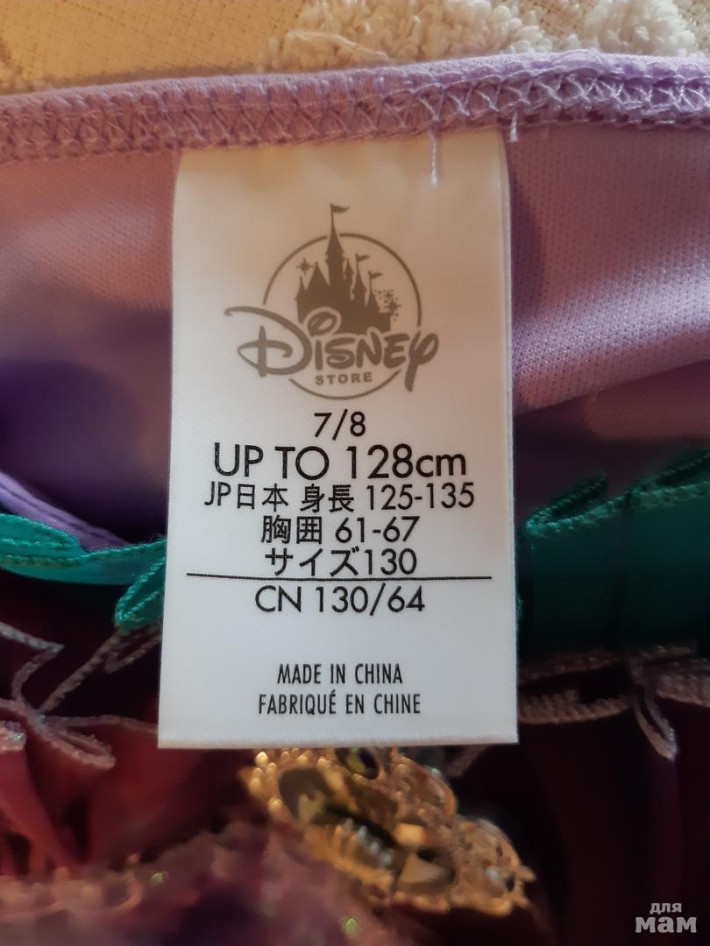 Disney
STORE
7/8
UP TO 128cm
JP日本 身長 125-135
胸囲 61-67
サイズ130
CN 130/64
MADE IN CHINA
FABRIQUÉ EN CHINE
для
мам